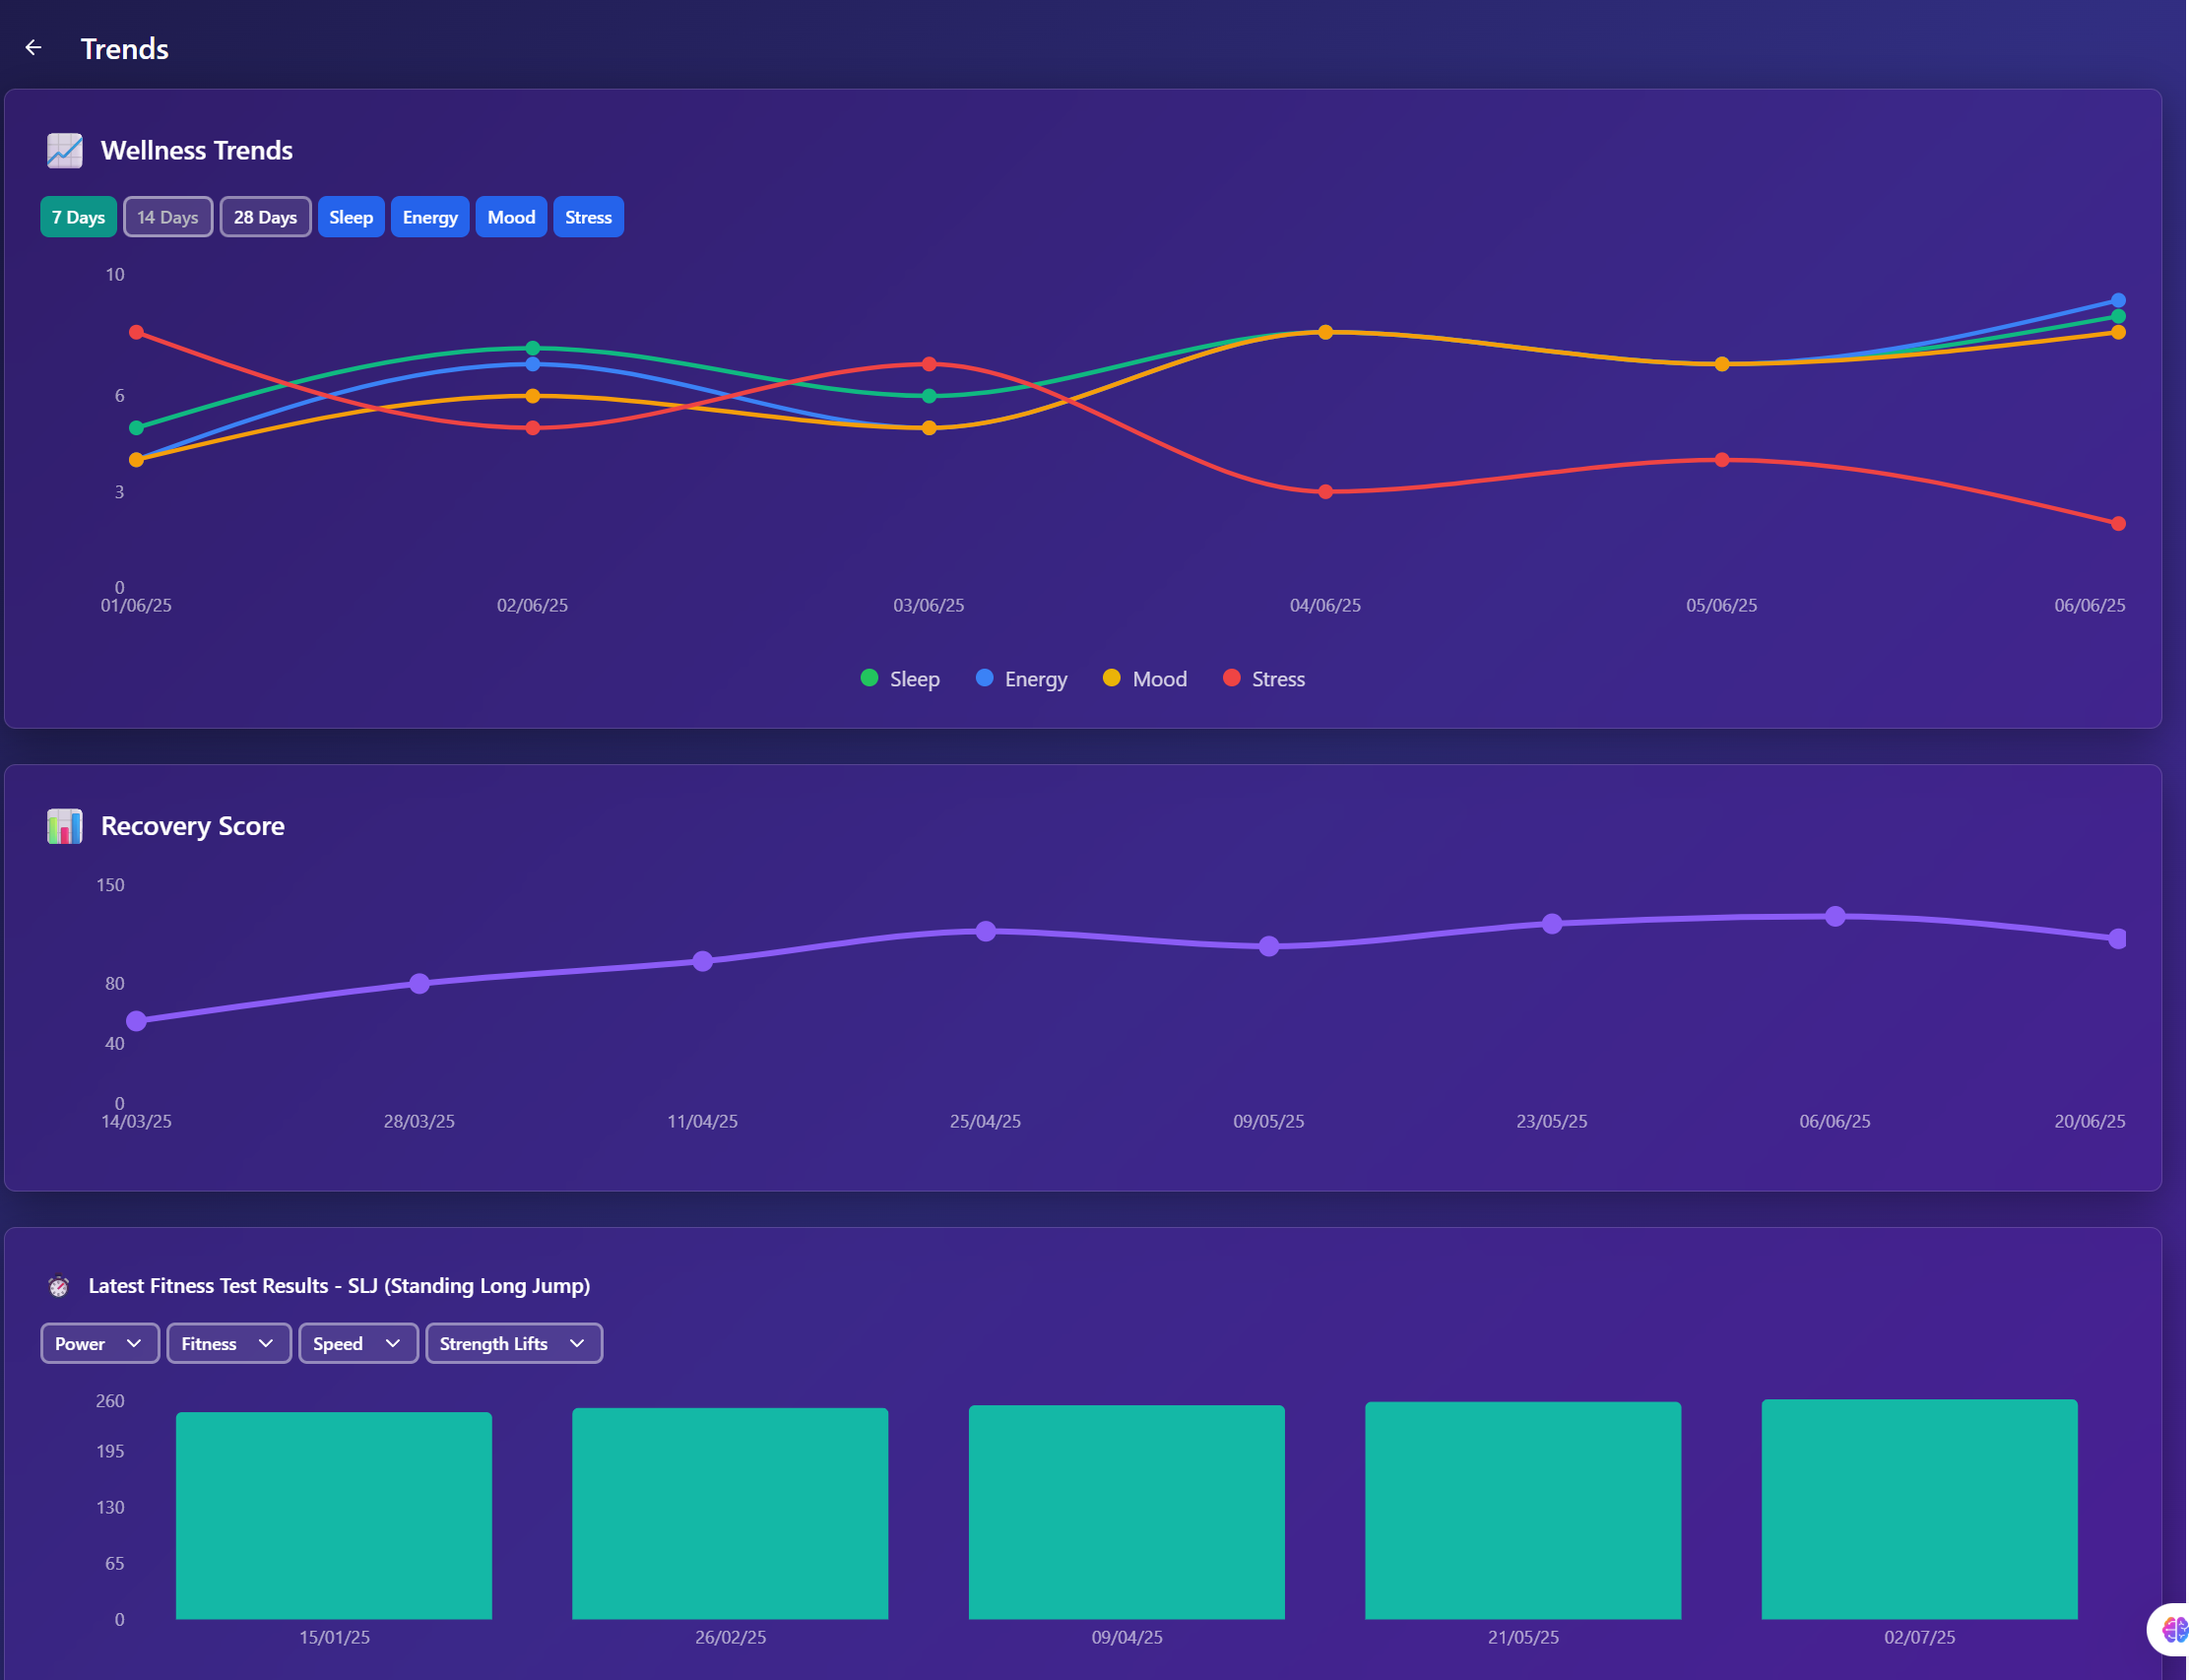 Trends
Wellness Trends
7 Days 14 Days 28 Days Sleep Energy Mood Stress
10
6
3
0
01/06/25 02/06/25 03/06/25 04/06/25 05/06/25 06/06/25
Sleep Energy Mood Stress
Recovery Score
150
80
40
0
14/03/25 28/03/25 11/04/25 25/04/25 09/05/25 23/05/25 06/06/25 20/06/25
Latest Fitness Test Results - SLJ (Standing Long Jump)
Power Fitness Speed Strength Lifts
260
195
130
65
0
15/01/25 26/02/25 09/04/25 21/05/25 02/07/25